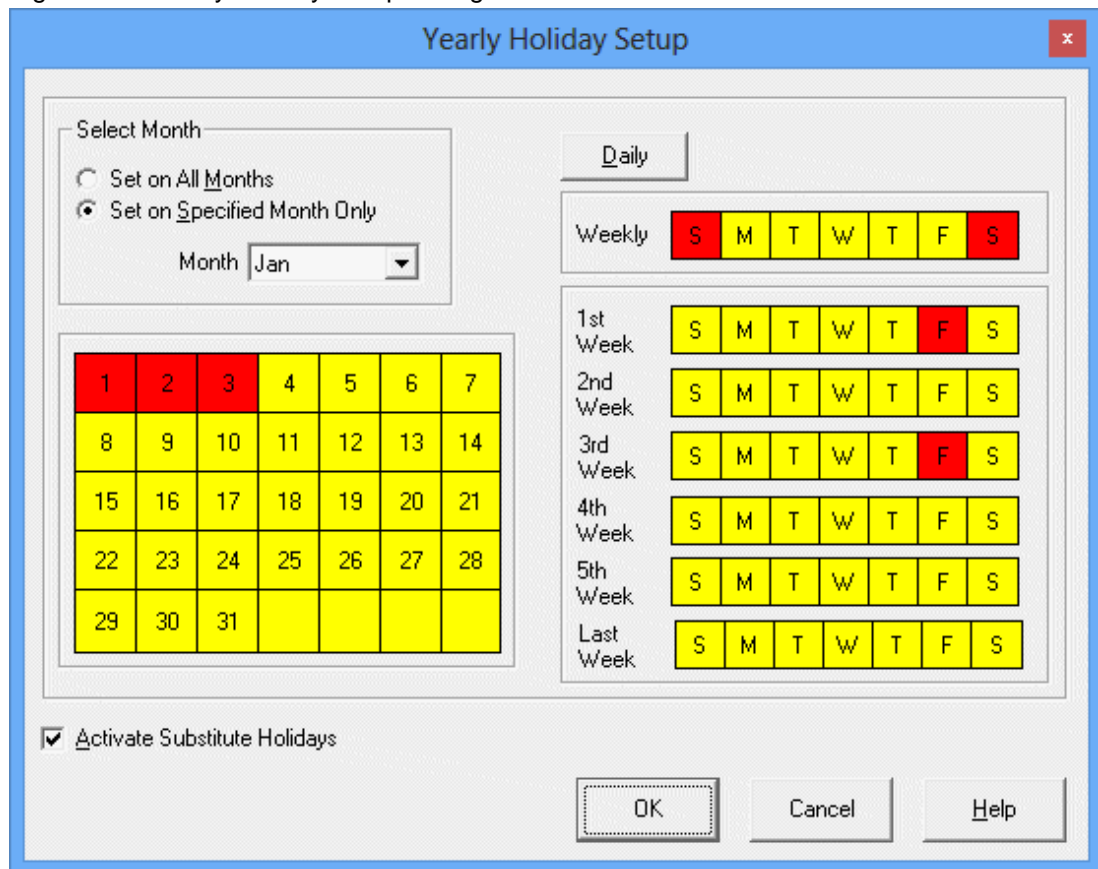 Yearly Holiday Setup
x
Select Month
Set on All Months
Set on Specified Month Only
Month Jan
Daily
Weekly S M T W T F S
1st Week S M T W T F S
2nd Week S M T W T F S
3rd Week S M T W T F S
4th Week S M T W T F S
5th Week S M T W T F S
Last Week S M T W T F S
1 2 3 4 5 6 7
8 9 10 11 12 13 14
15 16 17 18 19 20 21
22 23 24 25 26 27 28
29 30 31
Activate Substitute Holidays
OK Cancel Help